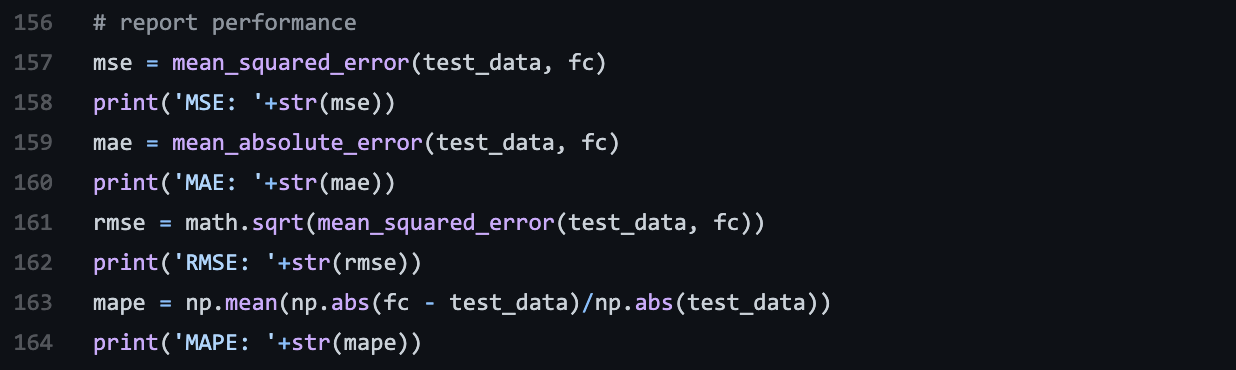 156 # report performance
157 mse = mean_squared_error(test_data, fc)
158 print('MSE: '+str(mse))
159 mae = mean_absolute_error(test_data, fc)
160 print('MAE: '+str(mae))
161 rmse = math.sqrt(mean_squared_error(test_data, fc))
162 print('RMSE: '+str(rmse))
163 mape = np.mean(np.abs(fc - test_data)/np.abs(test_data))
164 print('MAPE: '+str(mape))